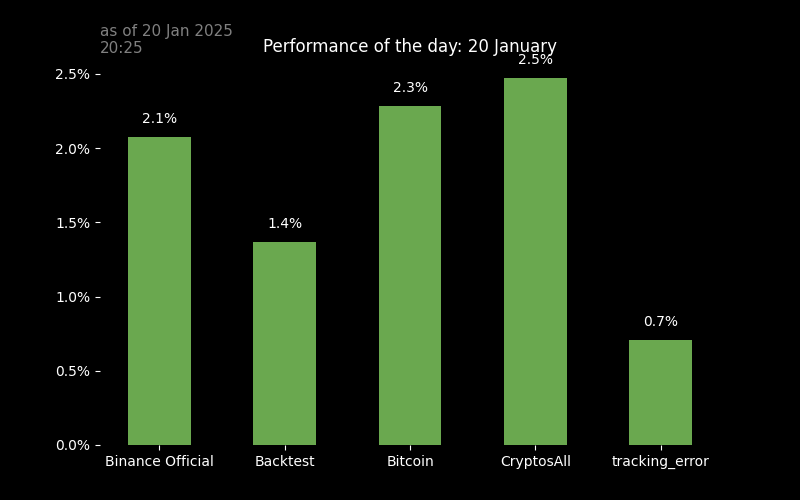 as of 20 Jan 2025
20:25
Performance of the day: 20 January
2.5%
2.0%
1.5%
1.0%
0.5%
0.0%
2.1%
1.4%
2.3%
2.5%
0.7%
Binance Official
Backtest
Bitcoin
CryptosAll
tracking_error